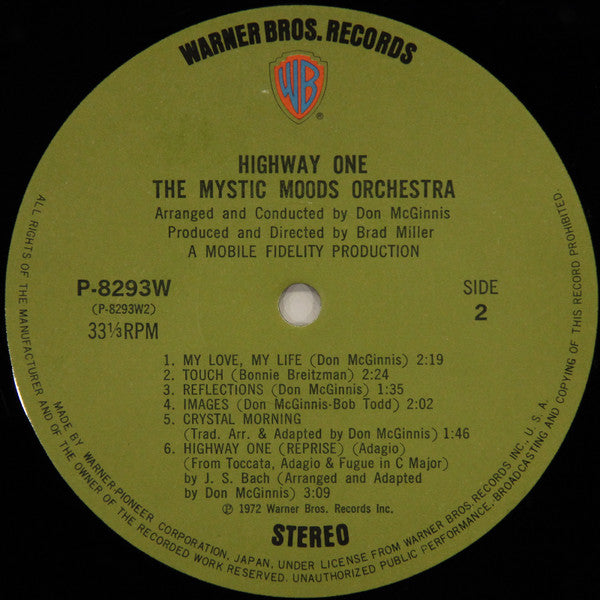 WARNER BROS. RECORDS
WB
®
HIGHWAY ONE
THE MYSTIC MOODS ORCHESTRA
Arranged and Conducted by Don McGinnis
Produced and Directed by Brad Miller
A MOBILE FIDELITY PRODUCTION
P-8293W
(P-8293W2)
33⅓RPM
SIDE
2
1. MY LOVE, MY LIFE (Don McGinnis) 2:19
2. TOUCH (Bonnie Breitzman) 2:24
3. REFLECTIONS (Don McGinnis) 1:35
4. IMAGES (Don McGinnis-Bob Todd) 2:02
5. CRYSTAL MORNING
(Trad. Arr. & Adapted by Don McGinnis) 1:46
6. HIGHWAY ONE (REPRISE) (Adagio)
(From Toccata, Adagio & Fugue in C Major)
by J. S. Bach (Arranged and Adapted
by Don McGinnis) 3:09
℗ 1972 Warner Bros. Records Inc.
STEREO
MADE BY WARNER-PIONEER CORPORATION, JAPAN, UNDER LICENSE FROM WARNER BROS. RECORDS INC., U.S.A.
ALL RIGHTS OF THE MANUFACTURER AND OF THE OWNER OF THE RECORDED WORK RESERVED. UNAUTHORIZED PUBLIC PERFORMANCE, BROADCASTING AND COPYING OF THIS RECORD PROHIBITED.